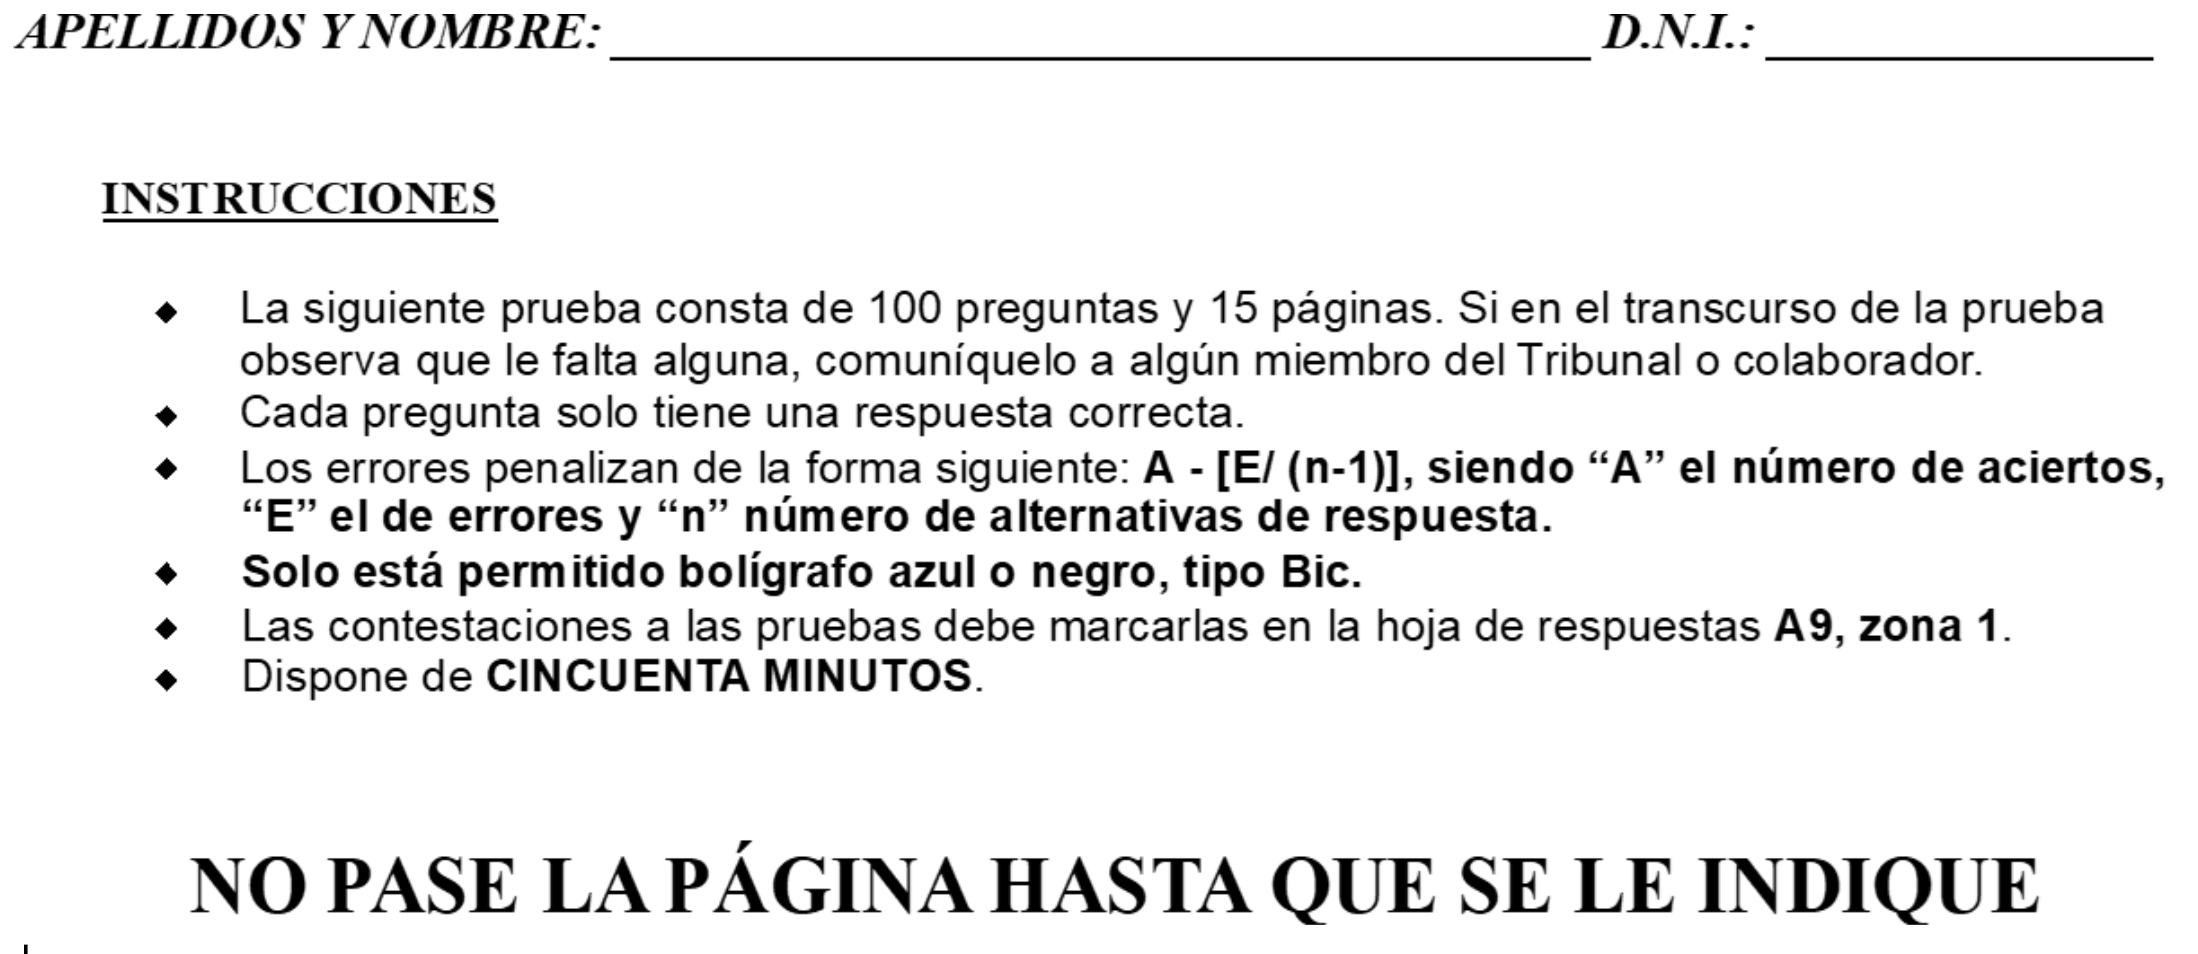 APELLIDOS Y NOMBRE: D.N.I.:
INSTRUCCIONES
◆ La siguiente prueba consta de 100 preguntas y 15 páginas. Si en el transcurso de la prueba
observa que le falta alguna, comuníquelo a algún miembro del Tribunal o colaborador.
◆ Cada pregunta solo tiene una respuesta correcta.
◆ Los errores penalizan de la forma siguiente: A - [E/ (n-1)], siendo “A” el número de aciertos,
“E” el de errores y “n” número de alternativas de respuesta.
◆ Solo está permitido bolígrafo azul o negro, tipo Bic.
◆ Las contestaciones a las pruebas debe marcarlas en la hoja de respuestas A9, zona 1.
◆ Dispone de CINCUENTA MINUTOS.
NO PASE LA PÁGINA HASTA QUE SE LE INDIQUE